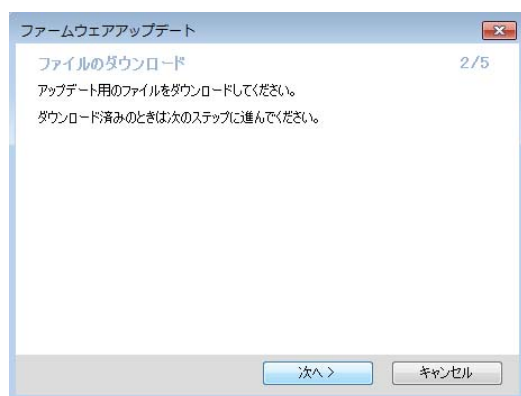 ファームウェアアップデート
ファイルのダウンロード 2/5
アップデート用のファイルをダウンロードしてください。
ダウンロード済みのときは次のステップに進んでください。
次へ > キャンセル